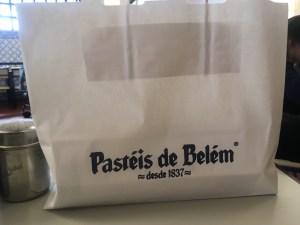 Pastéis de Belém®
≈ desde 1837 ≈